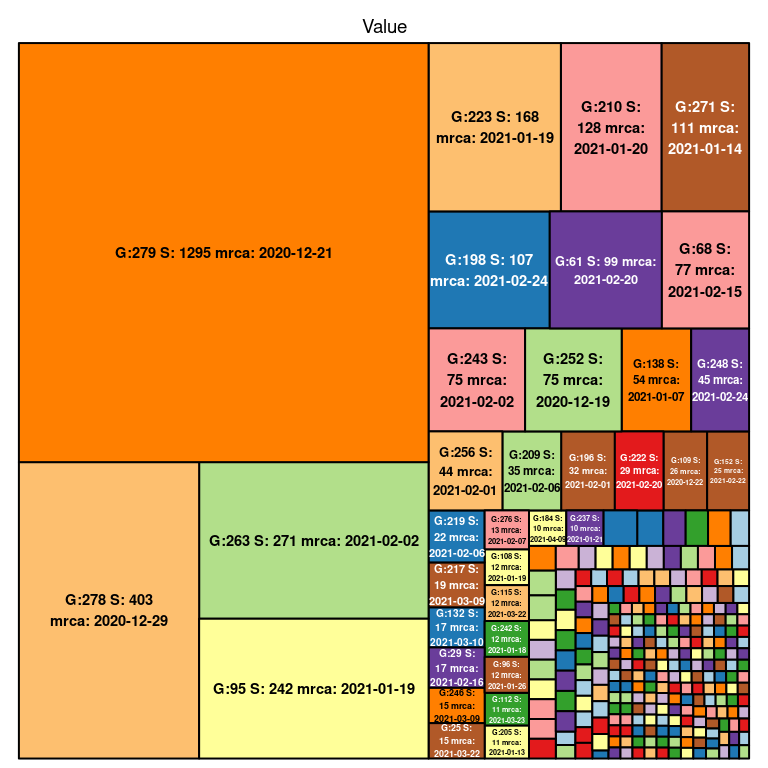 Value
G:279 S: 1295 mrca: 2020-12-21
G:278 S: 403
mrca: 2020-12-29
G:263 S: 271 mrca: 2021-02-02
G:95 S: 242 mrca: 2021-01-19
G:223 S: 168
mrca: 2021-01-19
G:210 S:
128 mrca:
2021-01-20
G:271 S:
111 mrca:
2021-01-14
G:198 S: 107
mrca: 2021-02-24
G:61 S: 99 mrca:
2021-02-20
G:68 S:
77 mrca:
2021-02-15
G:243 S:
75 mrca:
2021-02-02
G:252 S:
75 mrca:
2020-12-19
G:138 S:
54 mrca:
2021-01-07
G:248 S:
45 mrca:
2021-02-24
G:256 S:
44 mrca:
2021-02-01
G:209 S:
35 mrca:
2021-02-06
G:196 S:
32 mrca:
2021-02-01
G:222 S:
29 mrca:
2021-02-20
G:109 S:
26 mrca:
2020-12-22
G:152 S:
25 mrca:
2021-02-22
G:219 S:
22 mrca:
2021-02-06
G:217 S:
19 mrca:
2021-03-09
G:132 S:
17 mrca:
2021-03-10
G:29 S:
17 mrca:
2021-02-16
G:246 S:
15 mrca:
2021-03-09
G:25 S:
15 mrca:
2021-03-22
G:276 S:
13 mrca:
2021-02-07
G:108 S:
12 mrca:
2021-01-19
G:115 S:
12 mrca:
2021-03-22
G:242 S:
12 mrca:
2021-01-18
G:96 S:
12 mrca:
2021-01-26
G:112 S:
11 mrca:
2021-03-23
G:205 S:
11 mrca:
2021-01-13
G:184 S:
10 mrca:
2021-04-09
G:237 S:
10 mrca:
2021-01-21